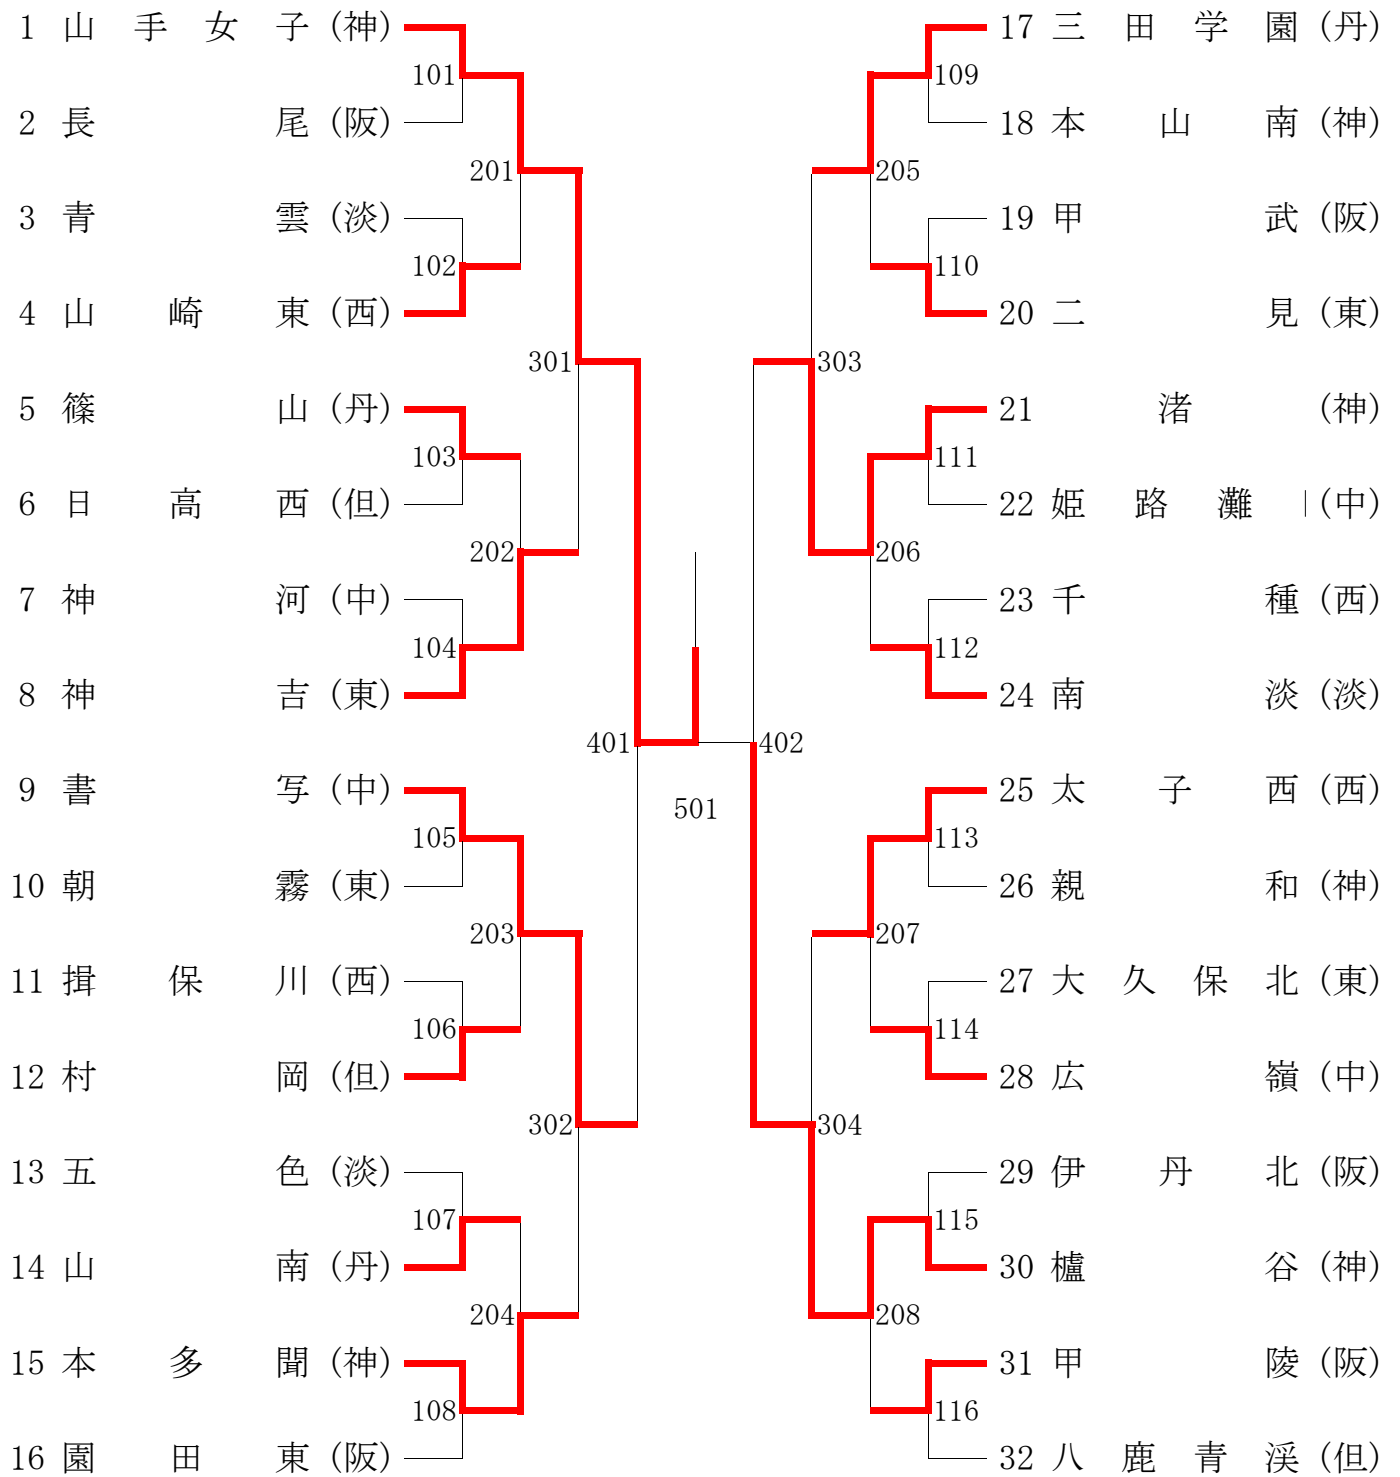 1 山手女子 (神)
101
2 長尾 (阪)
201
3 青雲 (淡)
102
4 山崎東 (西)
301
5 篠山 (丹)
103
6 日高西 (但)
202
7 神河 (中)
104
8 神吉 (東)
401
9 書写 (中)
105
10 朝霧 (東)
203
11 揖保川 (西)
106
12 村岡 (但)
302
13 五色 (淡)
107
14 山南 (丹)
204
15 本多聞 (神)
108
16 園田東 (阪)
501
17 三田学園 (丹)
109
18 本山南 (神)
205
19 甲武 (阪)
110
20 二見 (東)
303
21 渚 (神)
111
22 姫路灘 (中)
206
23 千種 (西)
112
24 南淡 (淡)
402
25 太子西 (西)
113
26 親和 (神)
207
27 大久保北 (東)
114
28 広嶺 (中)
304
29 伊丹北 (阪)
115
30 櫨谷 (神)
208
31 甲陵 (阪)
116
32 八鹿青渓 (但)